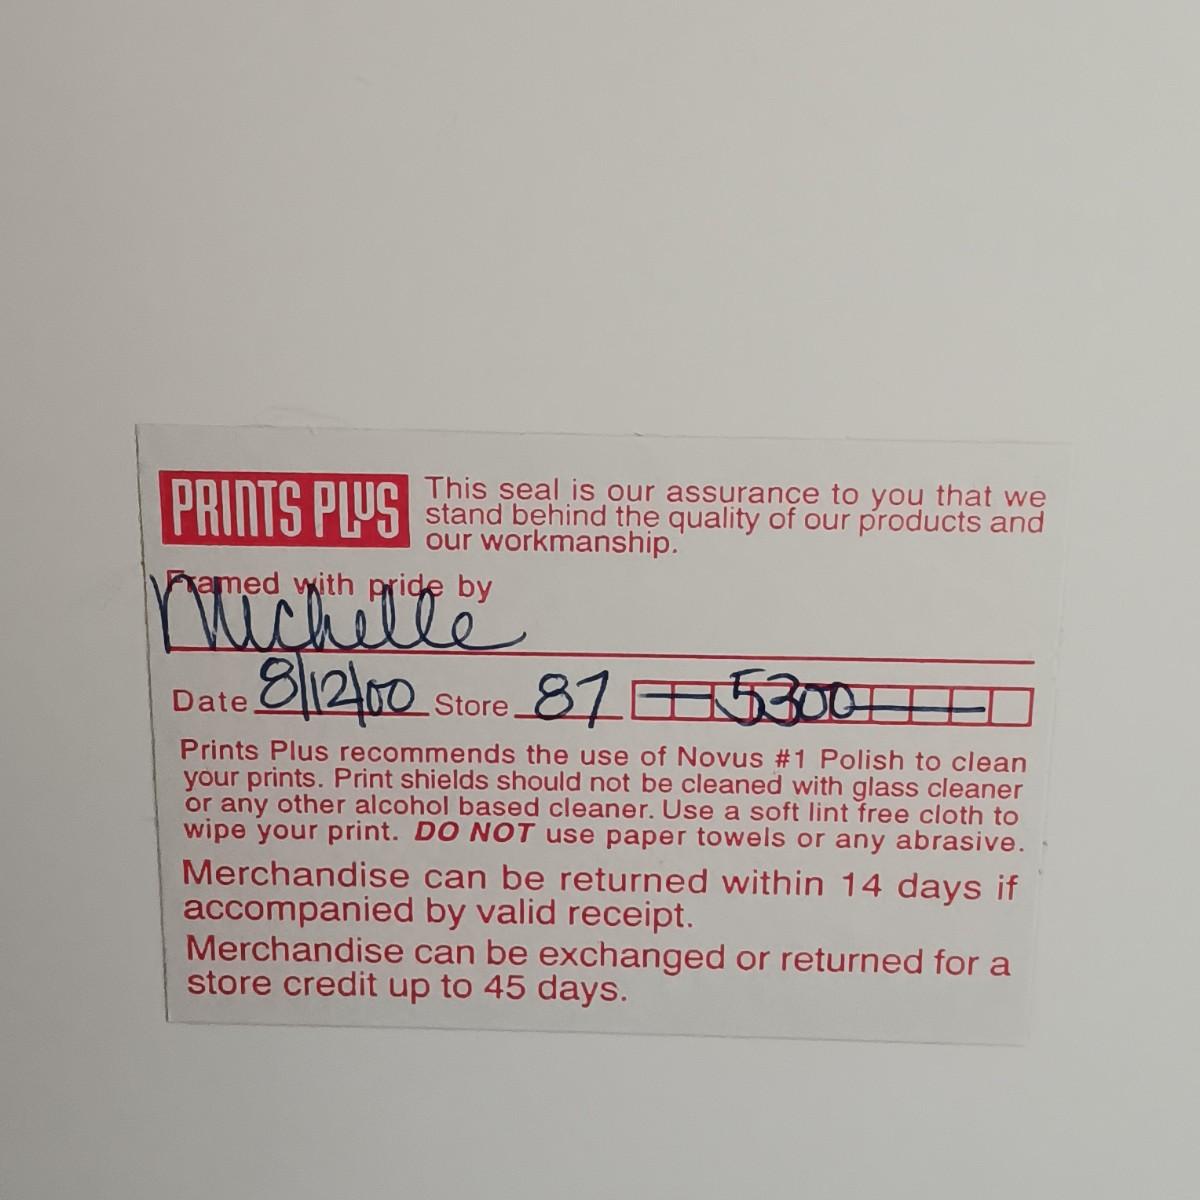 PRINTS PLUS
This seal is our assurance to you that we
stand behind the quality of our products and
our workmanship.
Framed with pride by
Michelle
Date 8/12/00 Store 87 5300
Prints Plus recommends the use of Novus #1 Polish to clean
your prints. Print shields should not be cleaned with glass cleaner
or any other alcohol based cleaner. Use a soft lint free cloth to
wipe your print. DO NOT use paper towels or any abrasive.
Merchandise can be returned within 14 days if
accompanied by valid receipt.
Merchandise can be exchanged or returned for a
store credit up to 45 days.